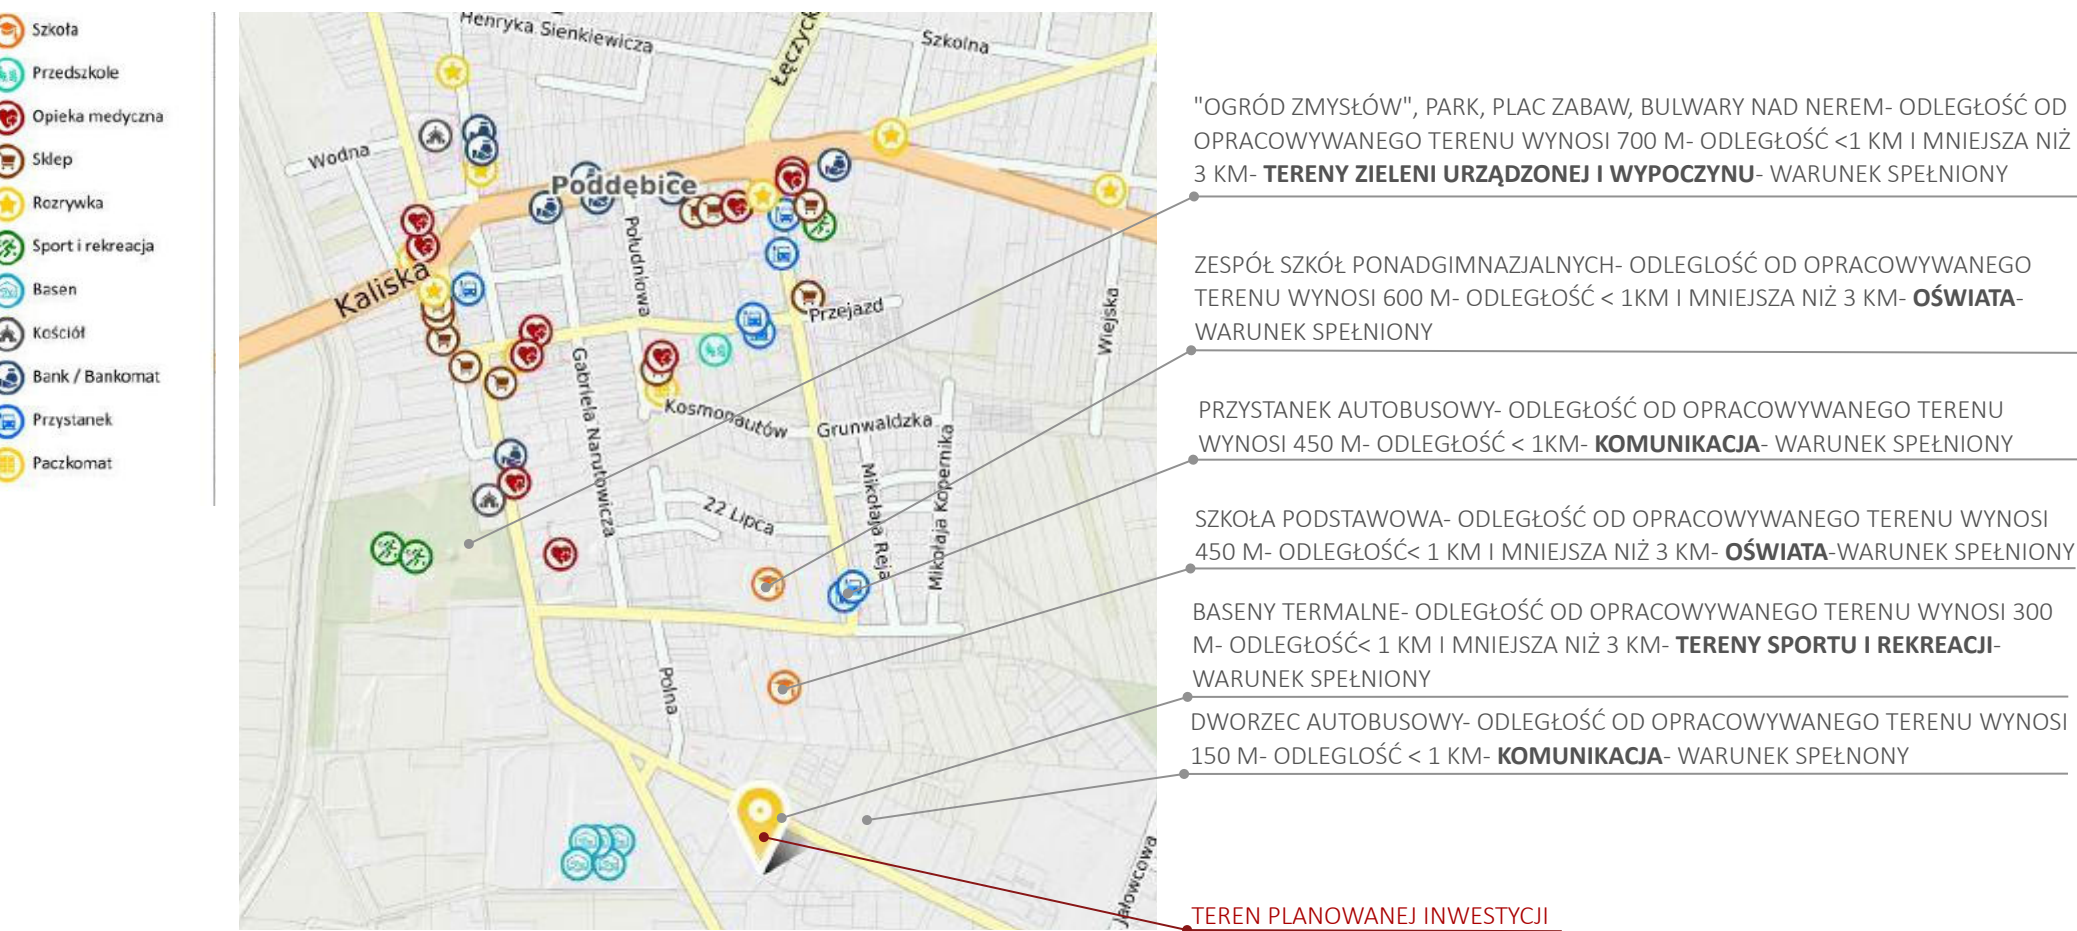 Szkoła
Przedszkole
Opieka medyczna
Sklep
Rozrywka
Sport i rekreacja
Basen
Kościół
Bank / Bankomat
Przystanek
Paczkomat
Henryka Sienkiewicza
Łęczyck
Szkolna
Wodna
Poddębice
Południowa
Kaliska
Przejazd
Wiejska
Gabriela Narutowicza
Kosmonautów
Grunwaldzka
Mikołaja Kopernika
Mikołaja Reja
22 Lipca
Polna
Jałowcowa
"OGRÓD ZMYSŁÓW", PARK, PLAC ZABAW, BULWARY NAD NEREM- ODLEGŁOŚĆ OD
OPRACOWYWANEGO TERENU WYNOSI 700 M- ODLEGŁOŚĆ <1 KM I MNIEJSZA NIŻ
3 KM- TERENY ZIELENI URZĄDZONEJ I WYPOCZYNU- WARUNEK SPEŁNIONY
ZESPÓŁ SZKÓŁ PONADGIMNAZJALNYCH- ODLEGLOŚĆ OD OPRACOWYWANEGO
TERENU WYNOSI 600 M- ODLEGŁOŚĆ < 1KM I MNIEJSZA NIŻ 3 KM- OŚWIATA-
WARUNEK SPEŁNIONY
PRZYSTANEK AUTOBUSOWY- ODLEGŁOŚĆ OD OPRACOWYWANEGO TERENU
WYNOSI 450 M- ODLEGŁOŚĆ < 1KM- KOMUNIKACJA- WARUNEK SPEŁNIONY
SZKOŁA PODSTAWOWA- ODLEGŁOŚĆ OD OPRACOWYWANEGO TERENU WYNOSI
450 M- ODLEGŁOŚĆ< 1 KM I MNIEJSZA NIŻ 3 KM- OŚWIATA-WARUNEK SPEŁNIONY
BASENY TERMALNE- ODLEGŁOŚĆ OD OPRACOWYWANEGO TERENU WYNOSI 300
M- ODLEGŁOŚĆ< 1 KM I MNIEJSZA NIŻ 3 KM- TERENY SPORTU I REKREACJI-
WARUNEK SPEŁNIONY
DWORZEC AUTOBUSOWY- ODLEGŁOŚĆ OD OPRACOWYWANEGO TERENU WYNOSI
150 M- ODLEGLOŚĆ < 1 KM- KOMUNIKACJA- WARUNEK SPEŁNONY
TEREN PLANOWANEJ INWESTYCJI